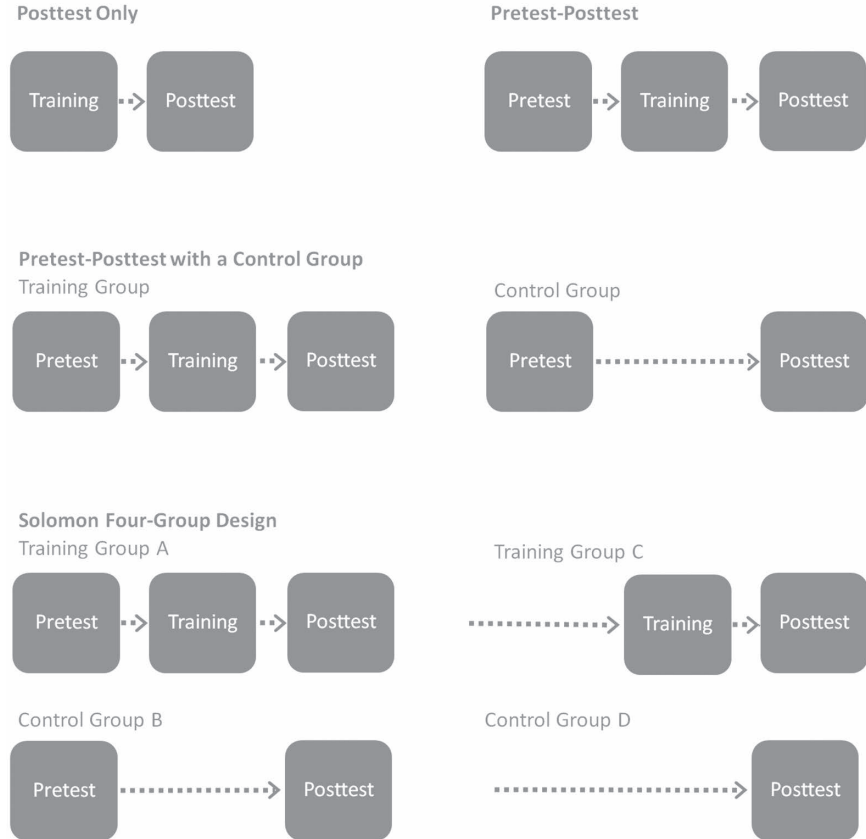 Posttest Only
Training
Posttest
Pretest-Posttest
Pretest
Training
Posttest
Pretest-Posttest with a Control Group
Training Group
Pretest
Training
Posttest
Control Group
Pretest
Posttest
Solomon Four-Group Design
Training Group A
Pretest
Training
Posttest
Training Group C
Training
Posttest
Control Group B
Pretest
Posttest
Control Group D
Posttest